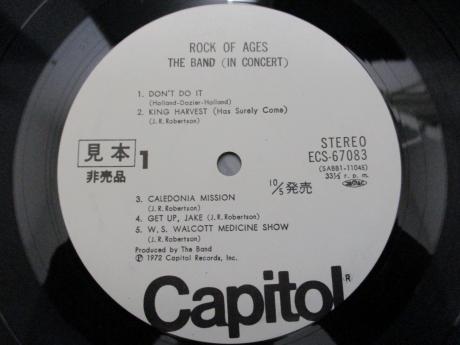 ROCK OF AGES
THE BAND (IN CONCERT)
1. DON'T DO IT
(Holland-Dozier-Holland)
2. KING HARVEST (Has Surely Come)
(J.R.Robertson)
見本 1
非売品
STEREO
ECS-67083
(SABB1-11045)
33⅓ r.p.m.
10/5発売
3. CALEDONIA MISSION
(J.R.Robertson)
4. GET UP, JAKE (J.R.Robertson)
5. W.S. WALCOTT MEDICINE SHOW
(J.R.Robertson)
Produced by The Band
℗ 1972 Capitol Records, Inc.
Capitol®